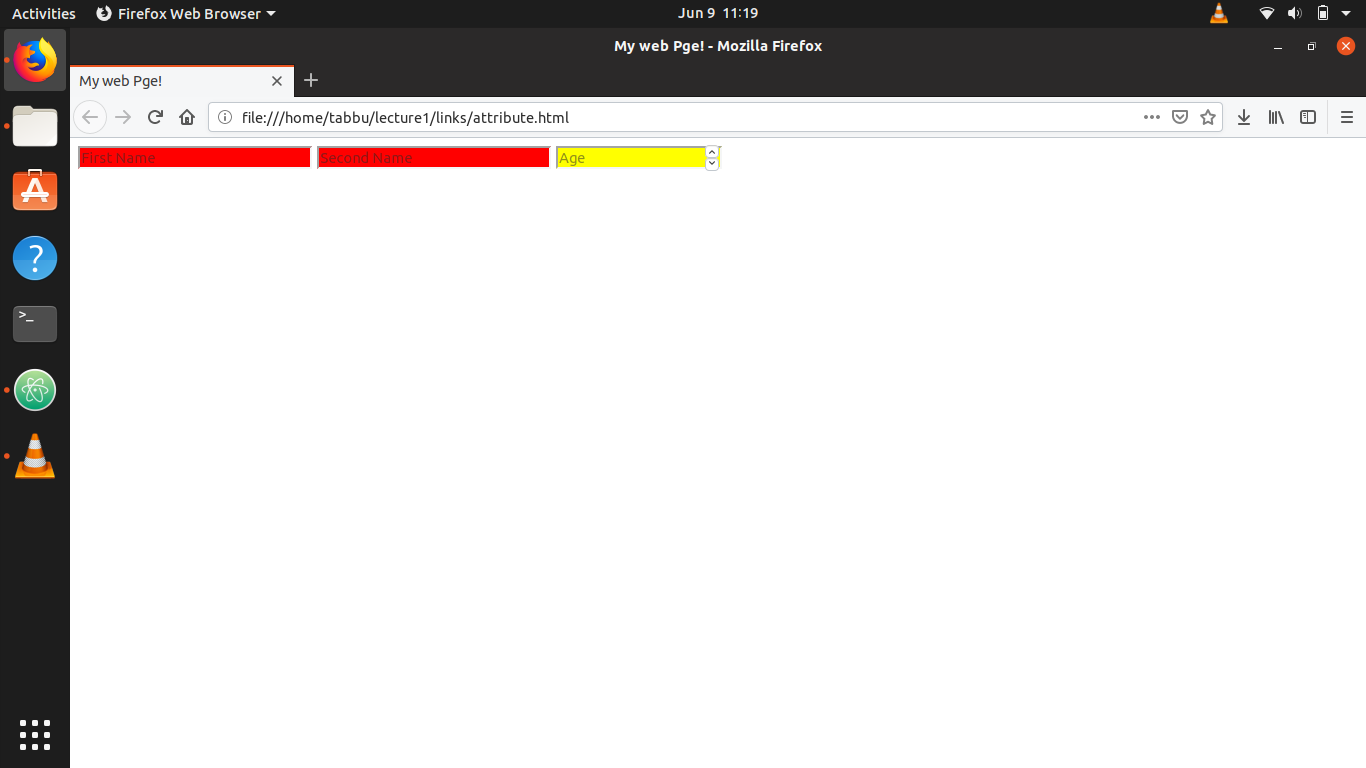 Activities Firefox Web Browser Jun 9 11:19
My web Pge! - Mozilla Firefox
My web Pge!
file:///home/tabbu/lecture1/links/attribute.html
First Name Second Name Age
?
>_